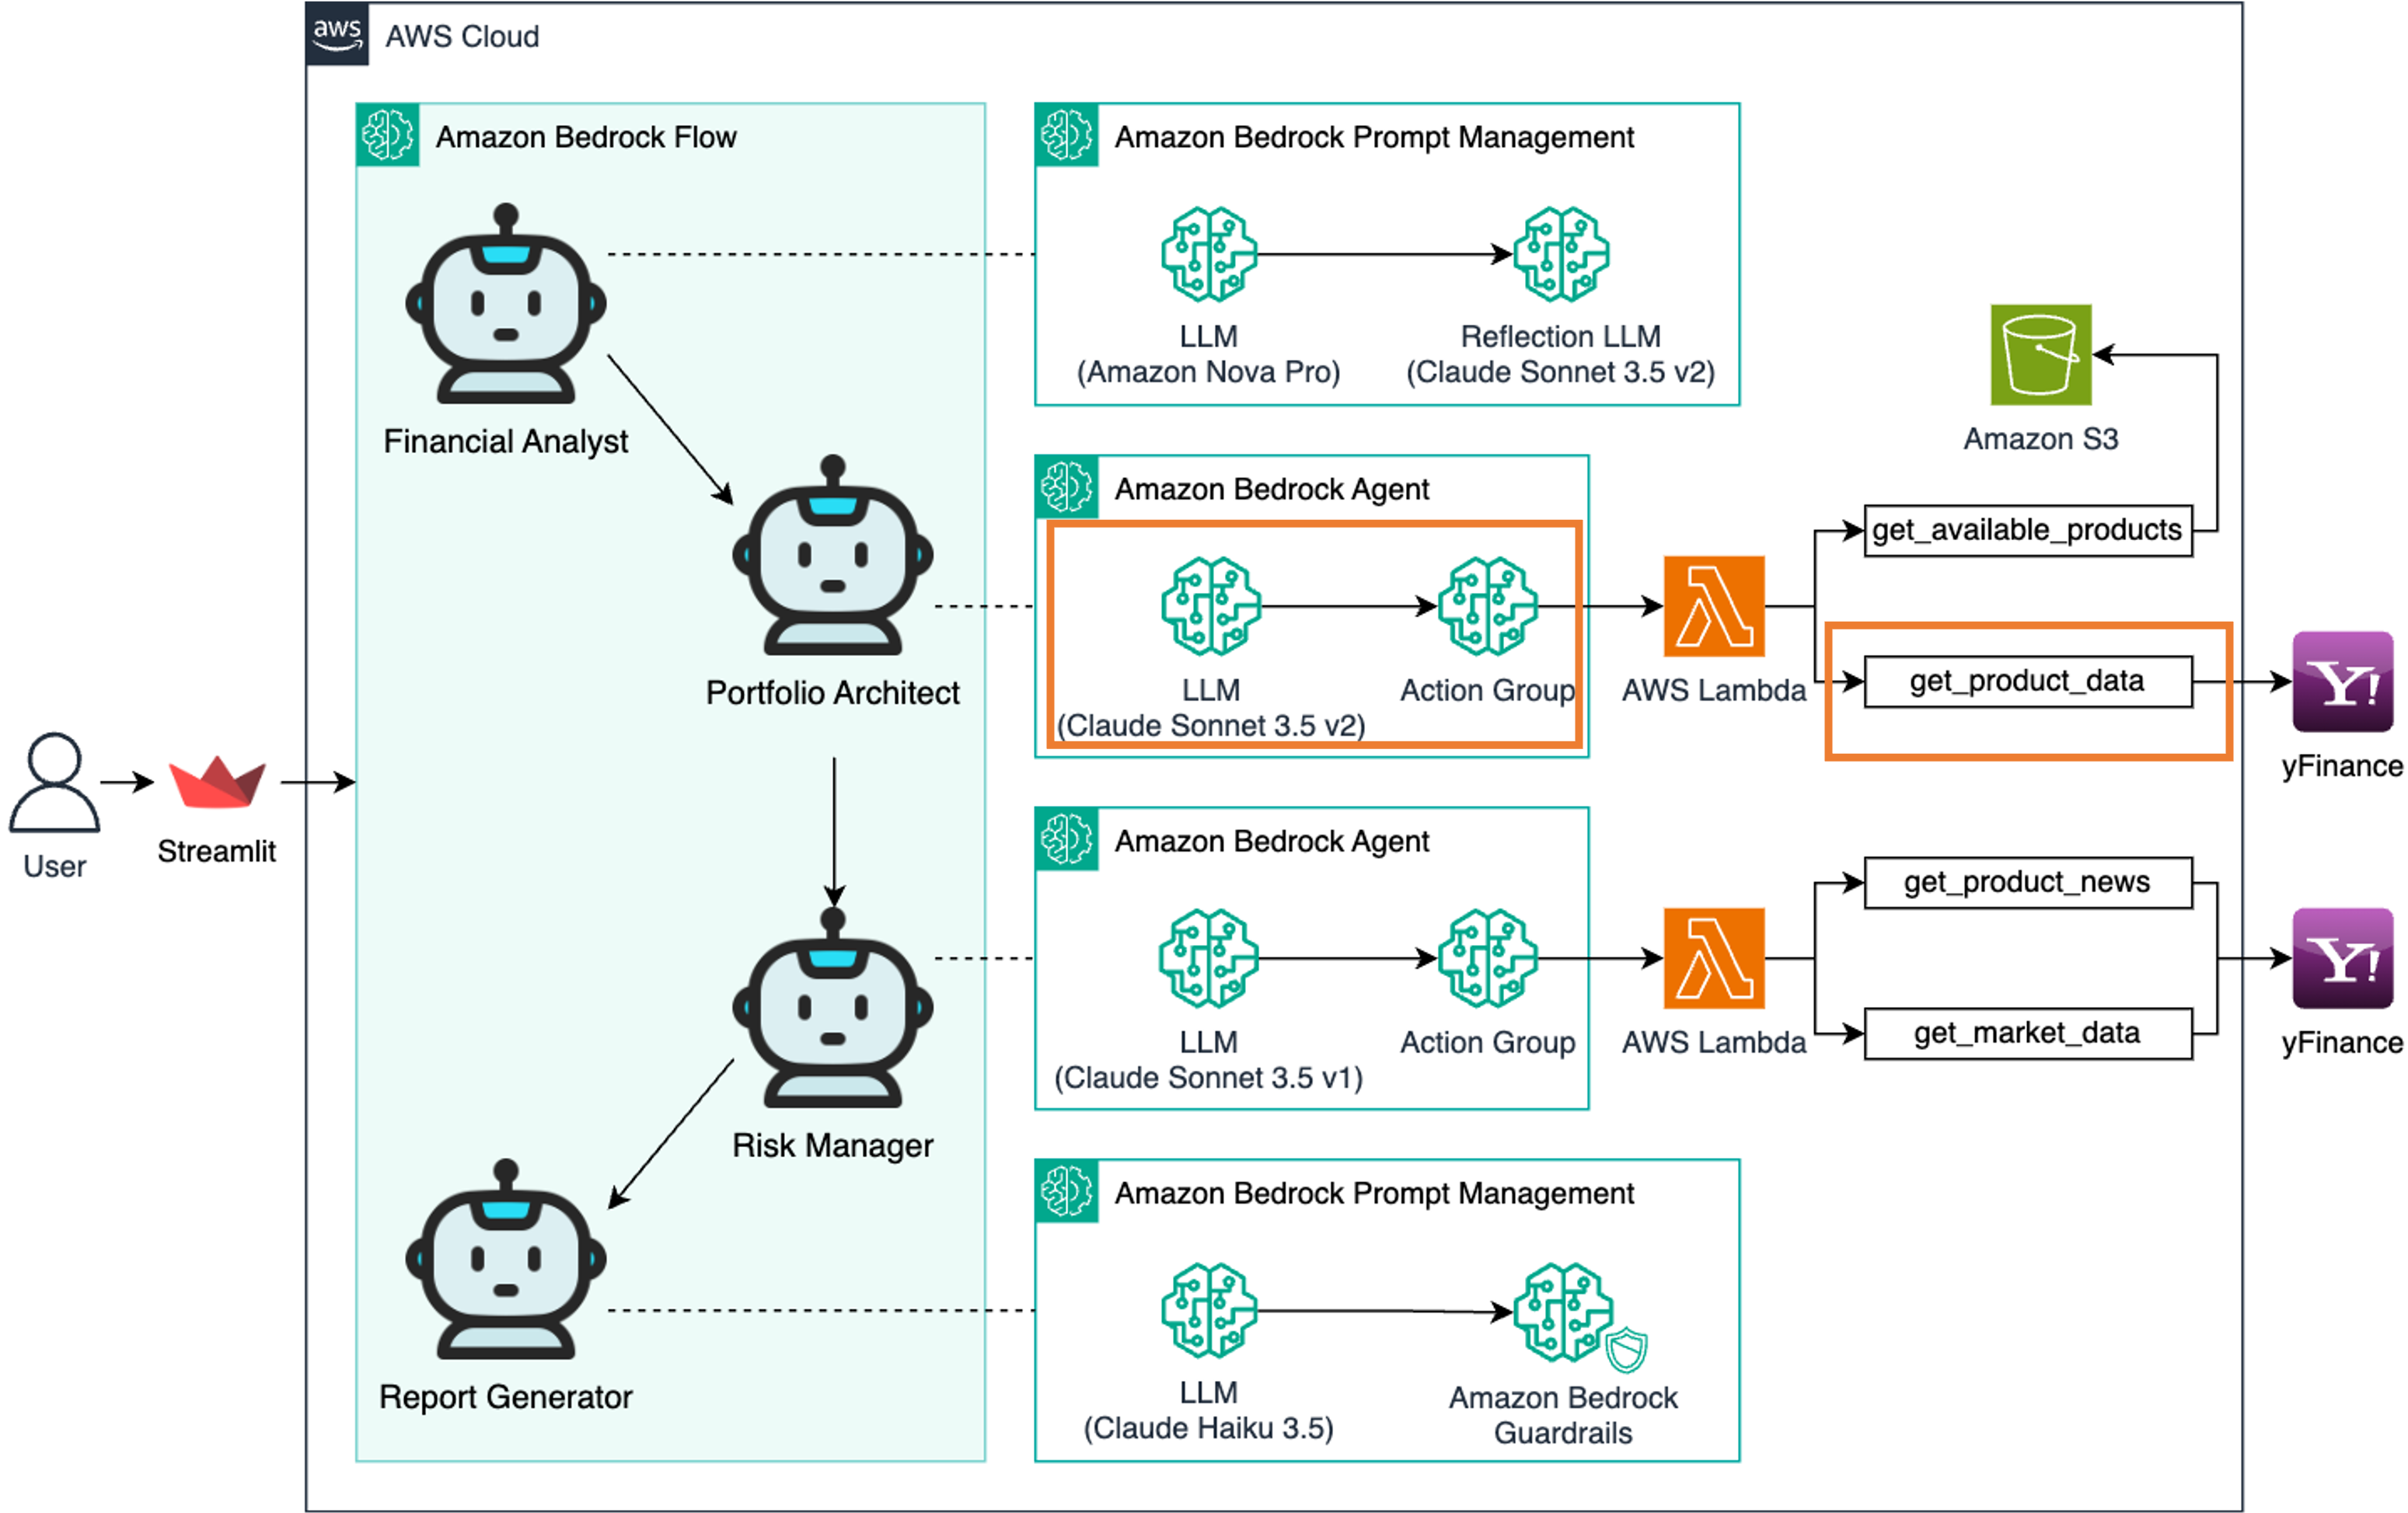 aws
AWS Cloud
Amazon Bedrock Flow
Financial Analyst
Portfolio Architect
Risk Manager
Report Generator
User
Streamlit
Amazon Bedrock Prompt Management
LLM
(Amazon Nova Pro)
Reflection LLM
(Claude Sonnet 3.5 v2)
Amazon Bedrock Agent
LLM
(Claude Sonnet 3.5 v2)
Action Group
AWS Lambda
get_available_products
Amazon S3
get_product_data
Y!
yFinance
Amazon Bedrock Agent
LLM
(Claude Sonnet 3.5 v1)
Action Group
AWS Lambda
get_product_news
get_market_data
Y!
yFinance
Amazon Bedrock Prompt Management
LLM
(Claude Haiku 3.5)
Amazon Bedrock
Guardrails